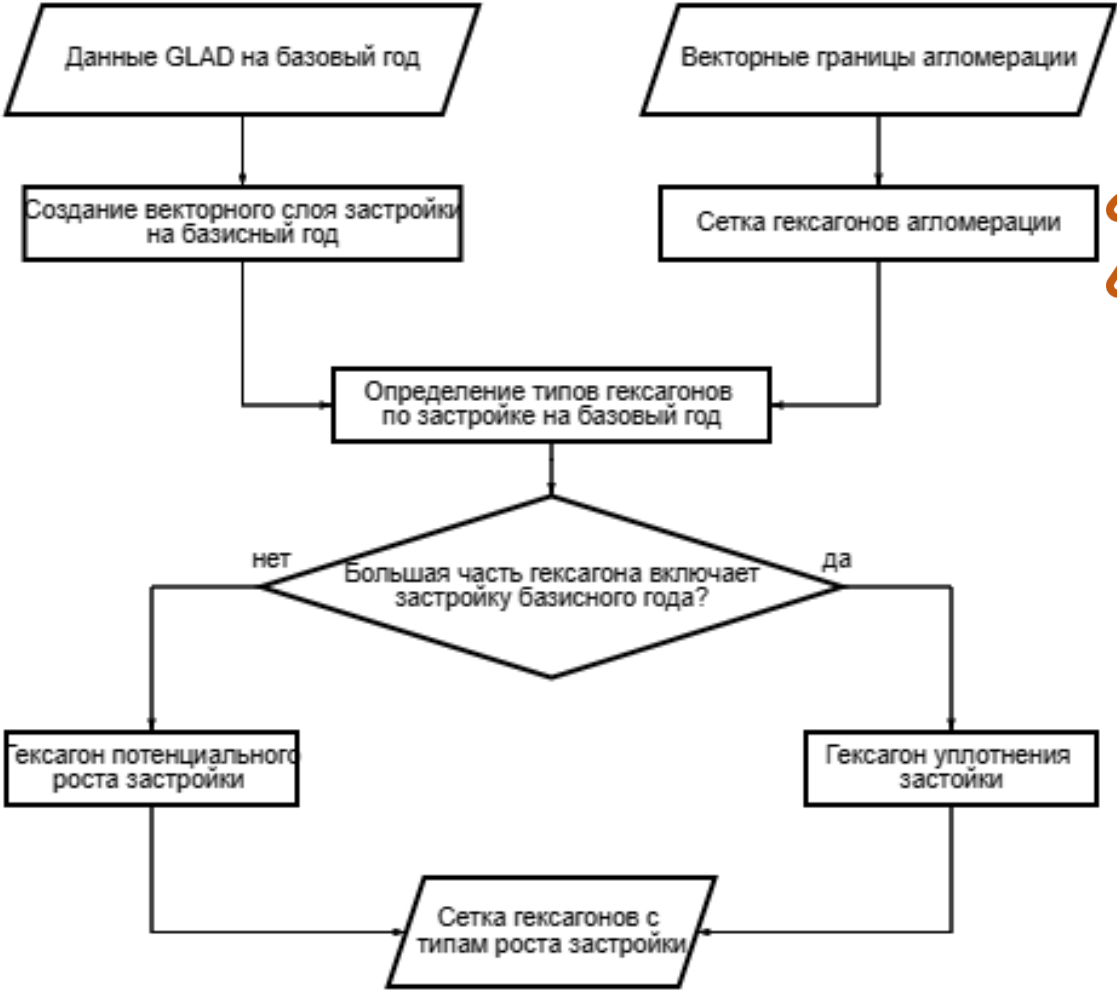 Данные GLAD на базовый год
Векторные границы агломерации
Создание векторного слоя застройки
на базисный год
Сетка гексагонов агломерации
Определение типов гексагонов
по застройке на базовый год
нет
да
Большая часть гексагона включает
застройку базисного года?
Гексагон потенциального
роста застройки
Гексагон уплотнения
застойки
Сетка гексагонов с
типам роста застройки